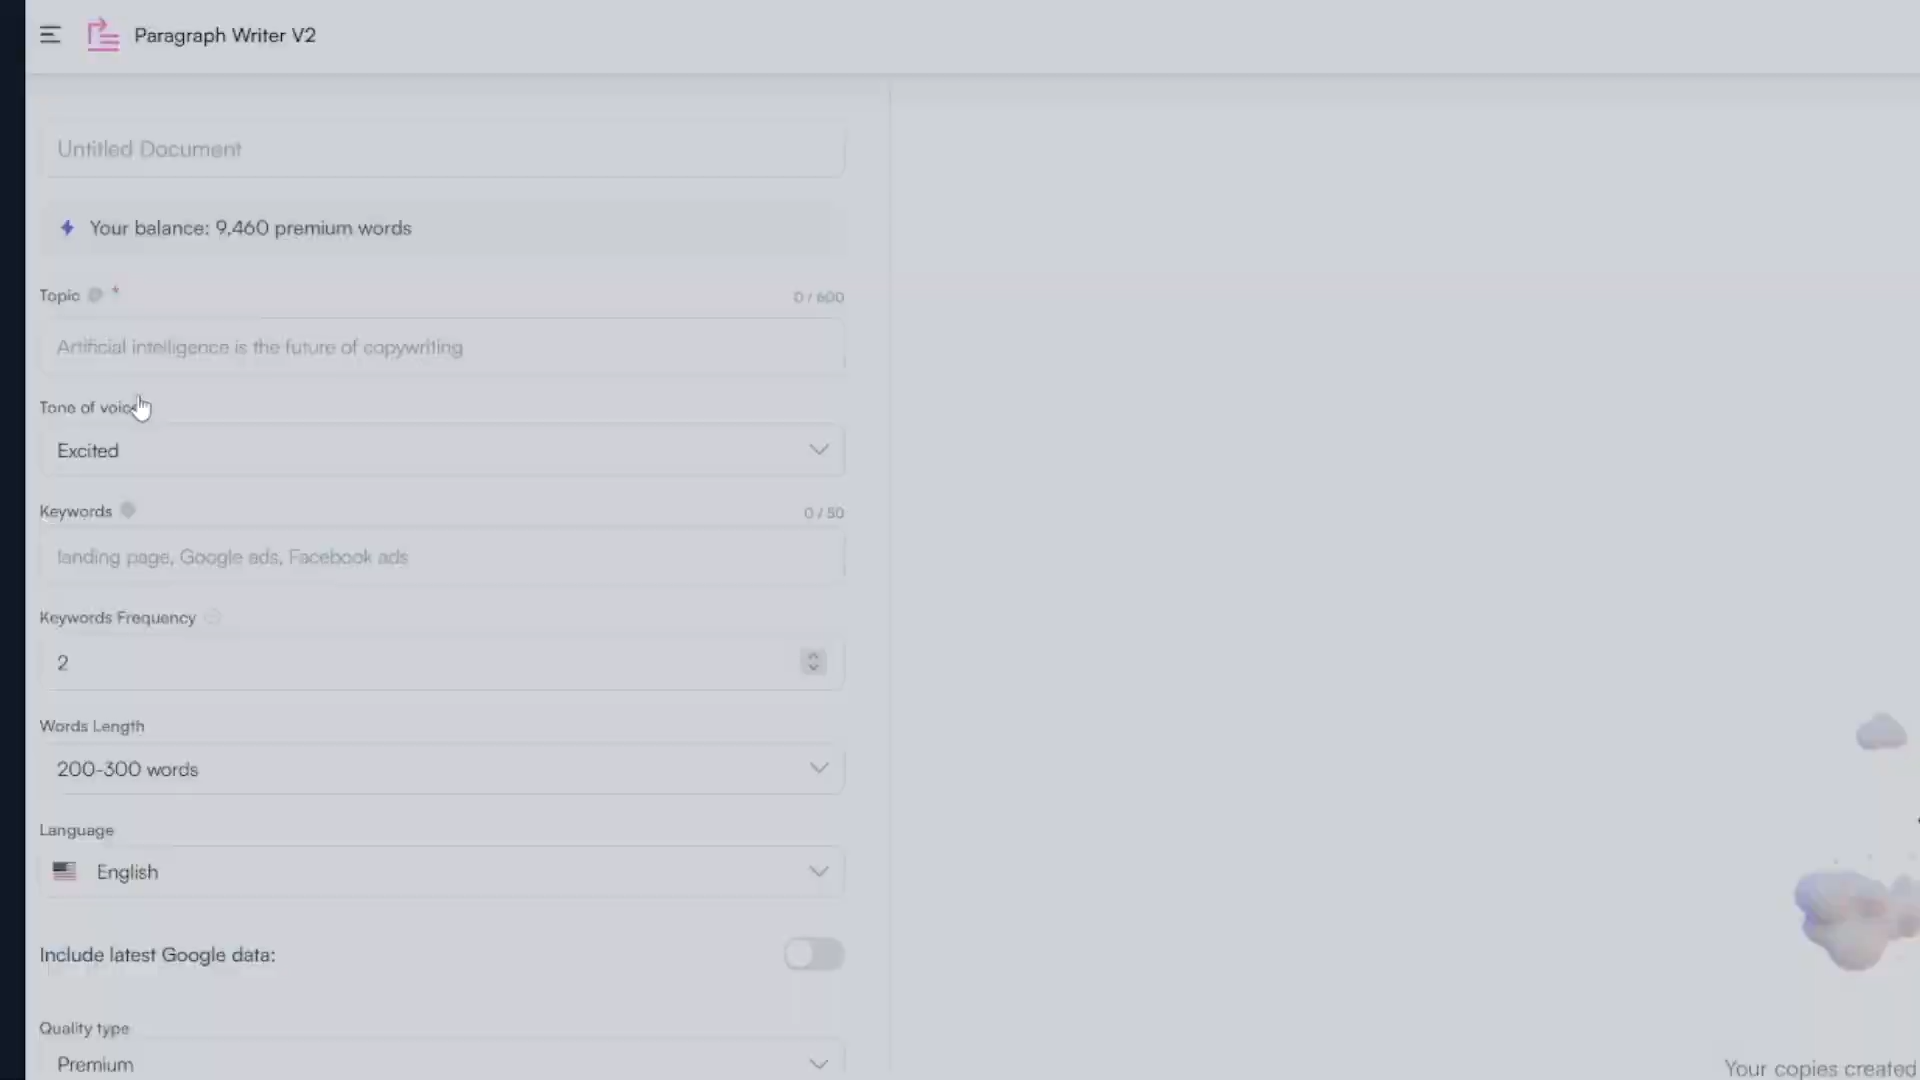 Paragraph Writer V2
Untitled Document
Your balance: 9,460 premium words
Topic *
0 / 600
Artificial intelligence is the future of copywriting
Tone of voice
Excited
Keywords
0 / 50
landing page, Google ads, Facebook ads
Keywords Frequency
2
Words Length
200-300 words
Language
English
Include latest Google data:
Quality type
Premium
Your copies created